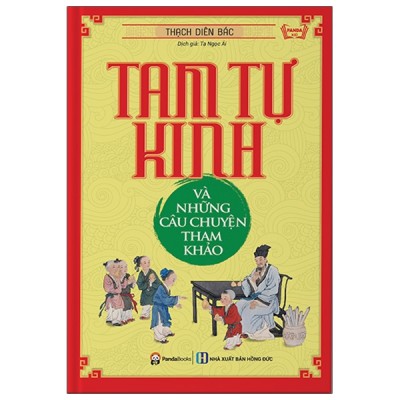 THẠCH DIÊN BÁC
Dịch giả: Tạ Ngọc Ái
PANDA
TAM TỰ
KINH
VÀ
NHỮNG
CÂU CHUYỆN
THAM
KHẢO
PandaBooks
NHÀ XUẤT BẢN HỒNG ĐỨC